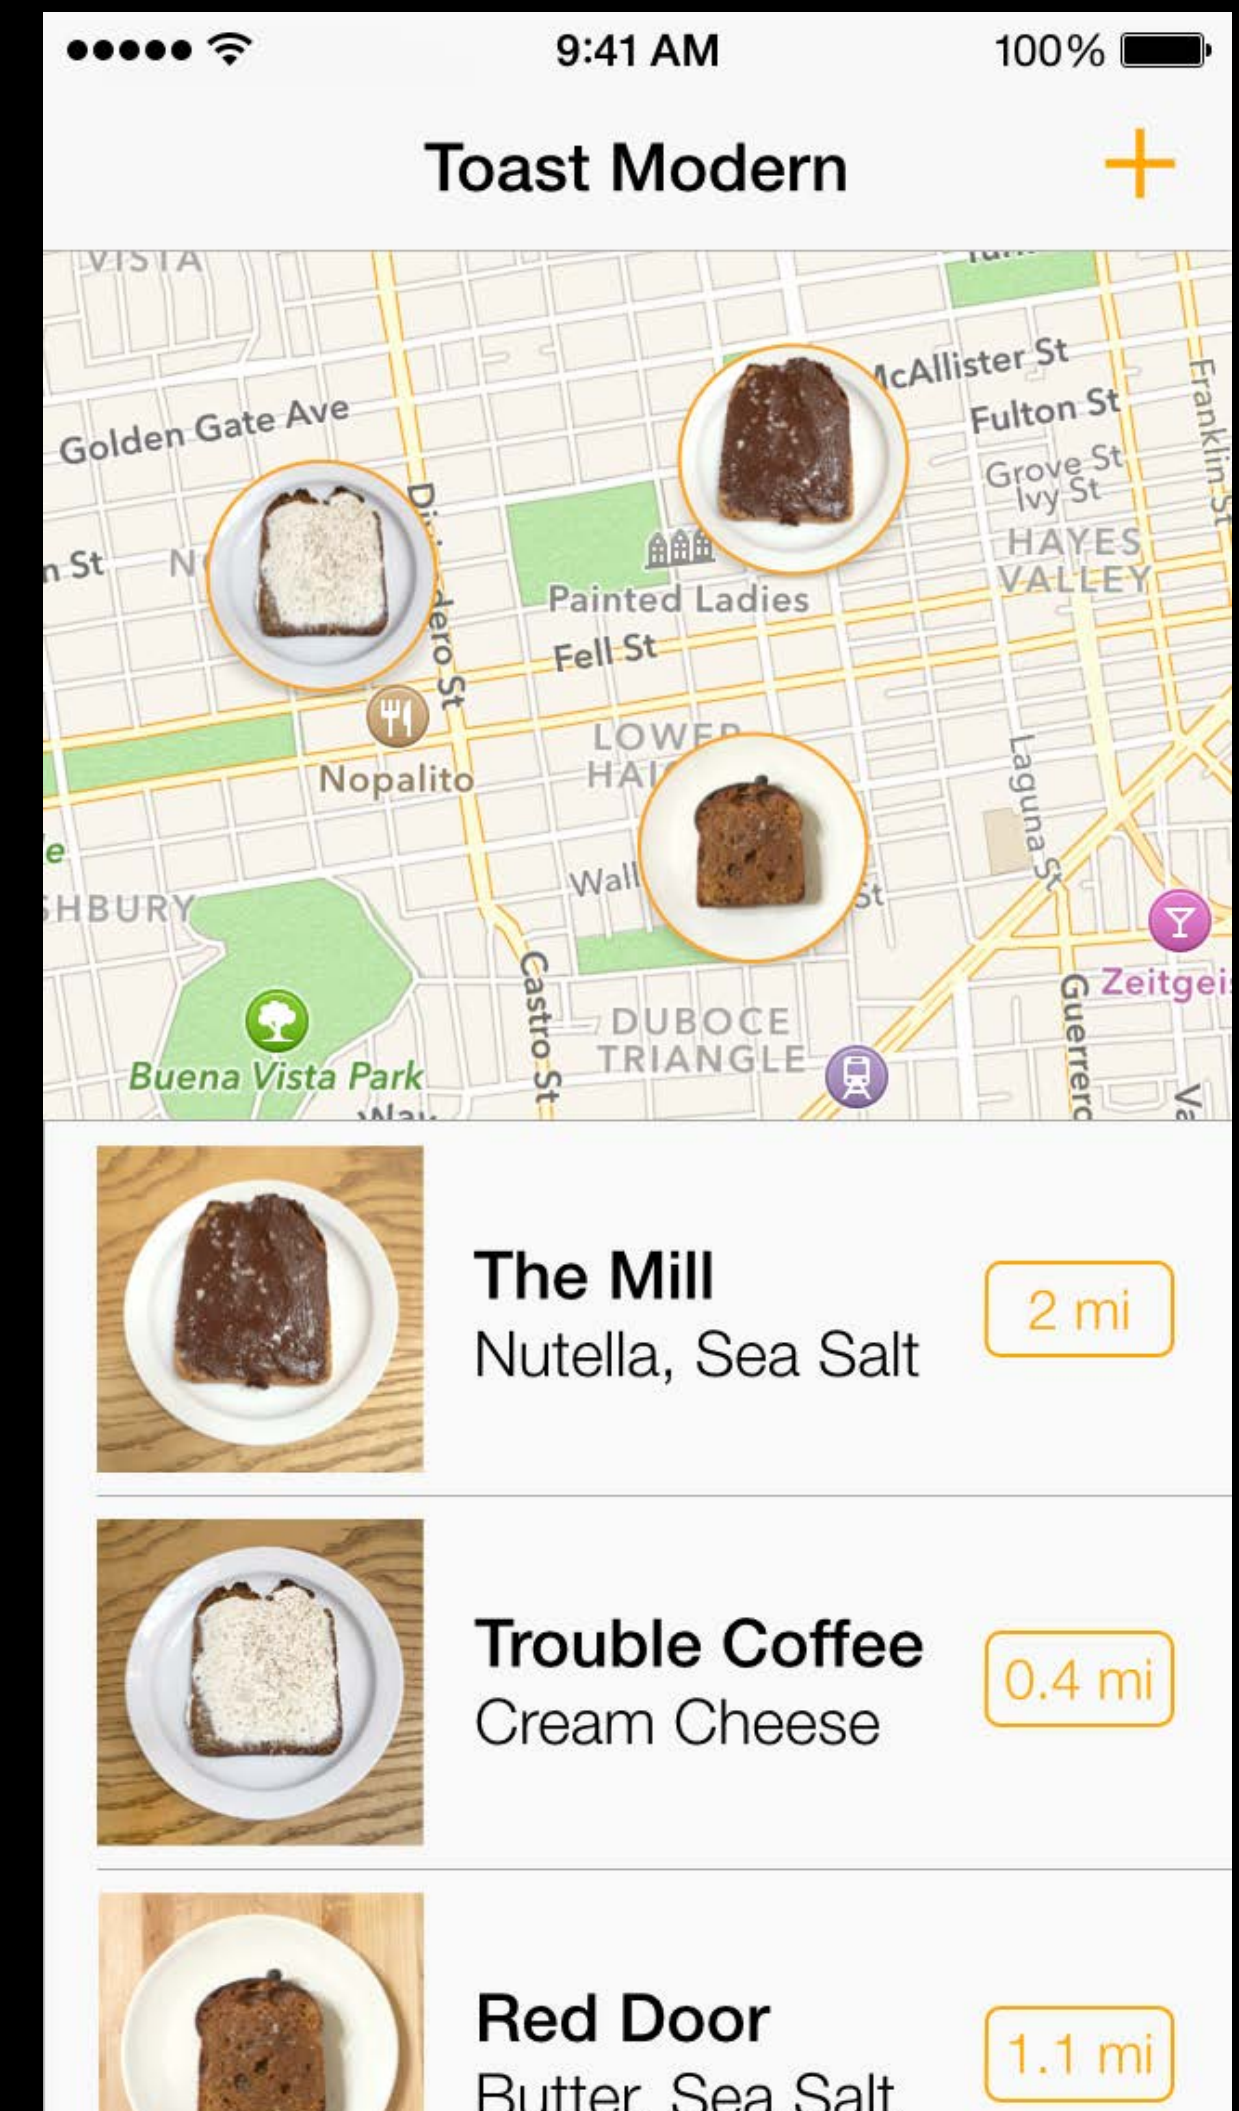 9:41 AM
100%
Toast Modern
VISTA
McAllister St
Golden Gate Ave
Fulton St
Franklin St
Grove St
Ivy St
HAYES
VALLEY
Painted Ladies
Fell St
LOWER
Nopalito
Laguna St
Castro St
DUBOCE
TRIANGLE
Buena Vista Park
The Mill
Nutella, Sea Salt
2 mi
Trouble Coffee
Cream Cheese
0.4 mi
Red Door
Butter, Sea Salt
1.1 mi